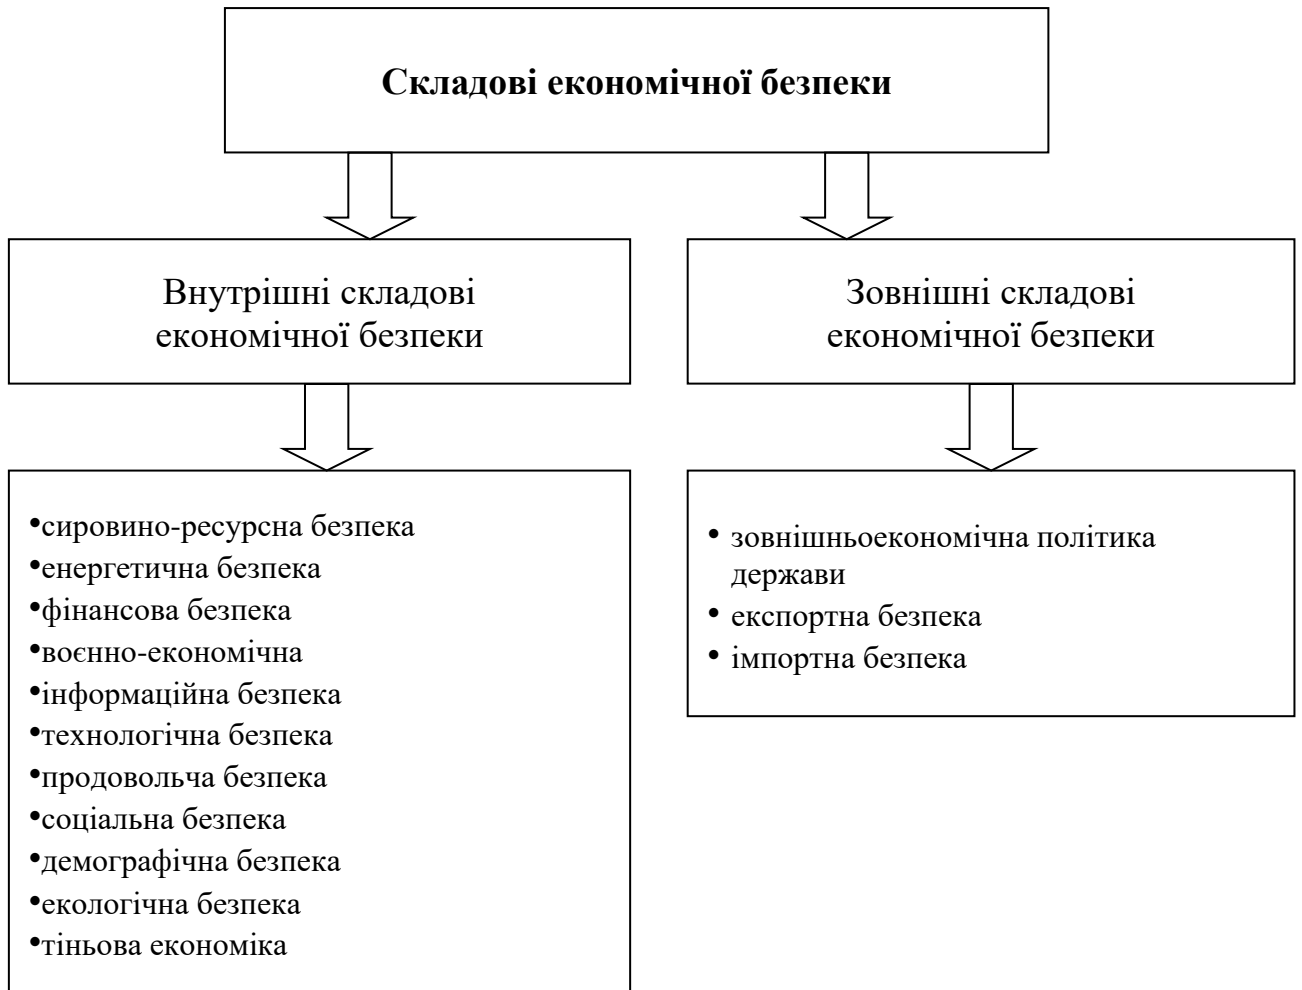 Складові економічної безпеки
Внутрішні складові
економічної безпеки
Зовнішні складові
економічної безпеки
•сировино-ресурсна безпека
•енергетична безпека
•фінансова безпека
•воєнно-економічна
•інформаційна безпека
•технологічна безпека
•продовольча безпека
•соціальна безпека
•демографічна безпека
•екологічна безпека
•тіньова економіка
• зовнішньоекономічна політика
держави
• експортна безпека
• імпортна безпека